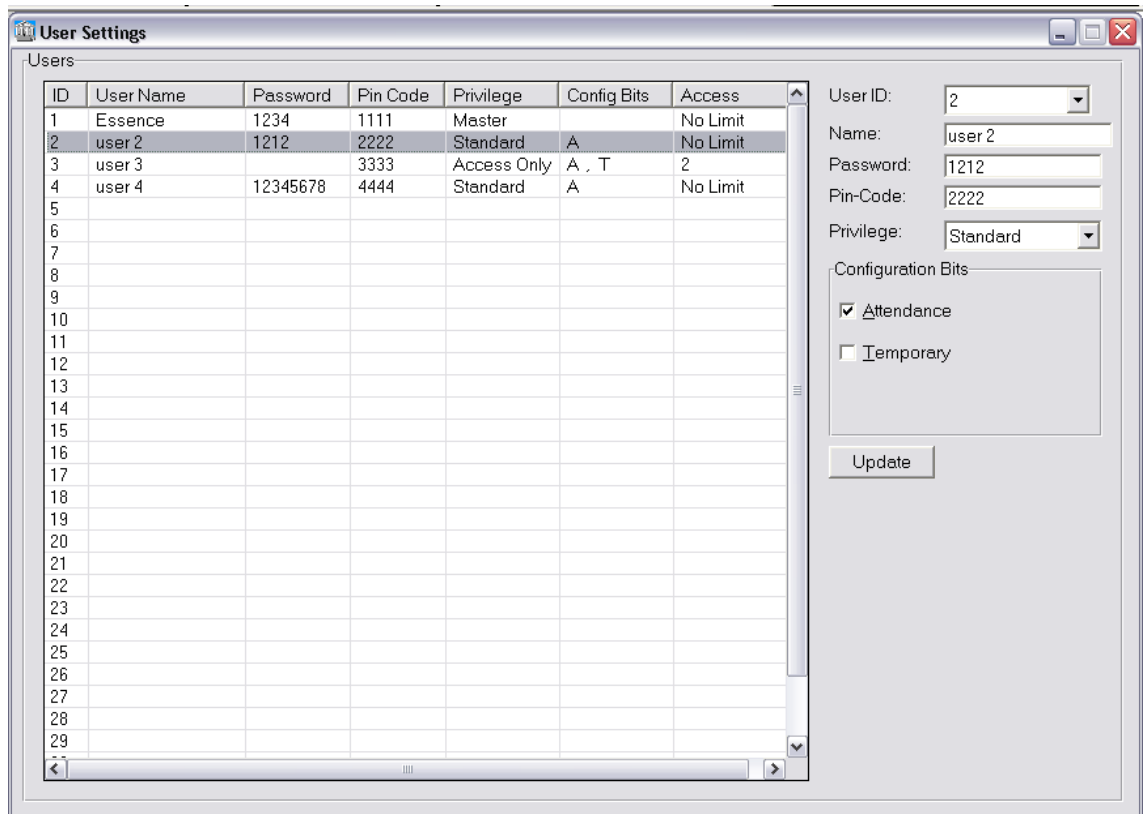 User Settings
Users
ID User Name Password Pin Code Privilege Config Bits Access
1 Essence 1234 1111 Master No Limit
2 user 2 1212 2222 Standard A No Limit
3 user 3 3333 Access Only A , T 2
4 user 4 12345678 4444 Standard A No Limit
5
6
7
8
9
10
11
12
13
14
15
16
17
18
19
20
21
22
23
24
25
26
27
28
29
User ID: 2
Name: user 2
Password: 1212
Pin-Code: 2222
Privilege: Standard
Configuration Bits
Attendance
Temporary
Update